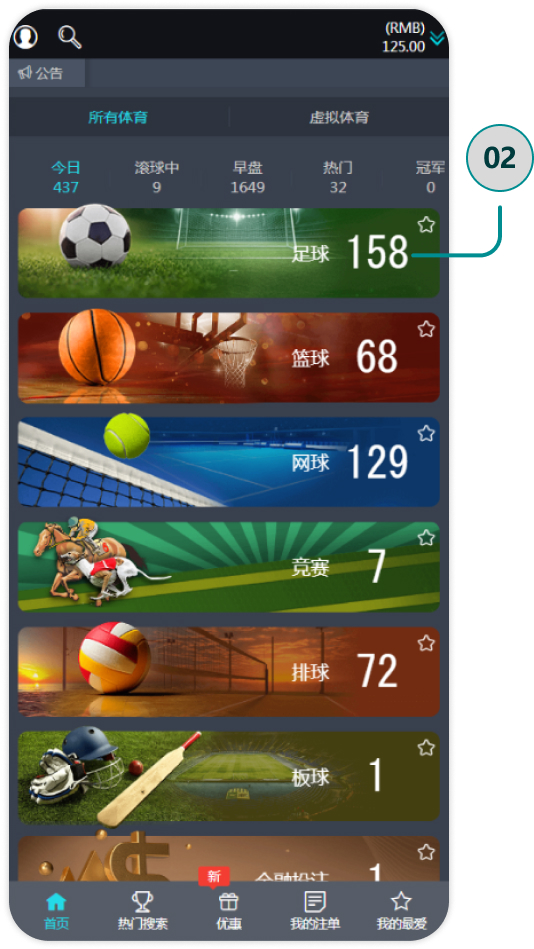 (RMB)
125.00
公告
所有体育
虚拟体育
今日
滚球中
早盘
热门
冠军
437
9
1649
32
0
02
足球 158
篮球 68
网球 129
竞赛 7
排球 72
板球 1
金融投注 1
新
首页
热门搜索
优惠
我的注单
我的最爱